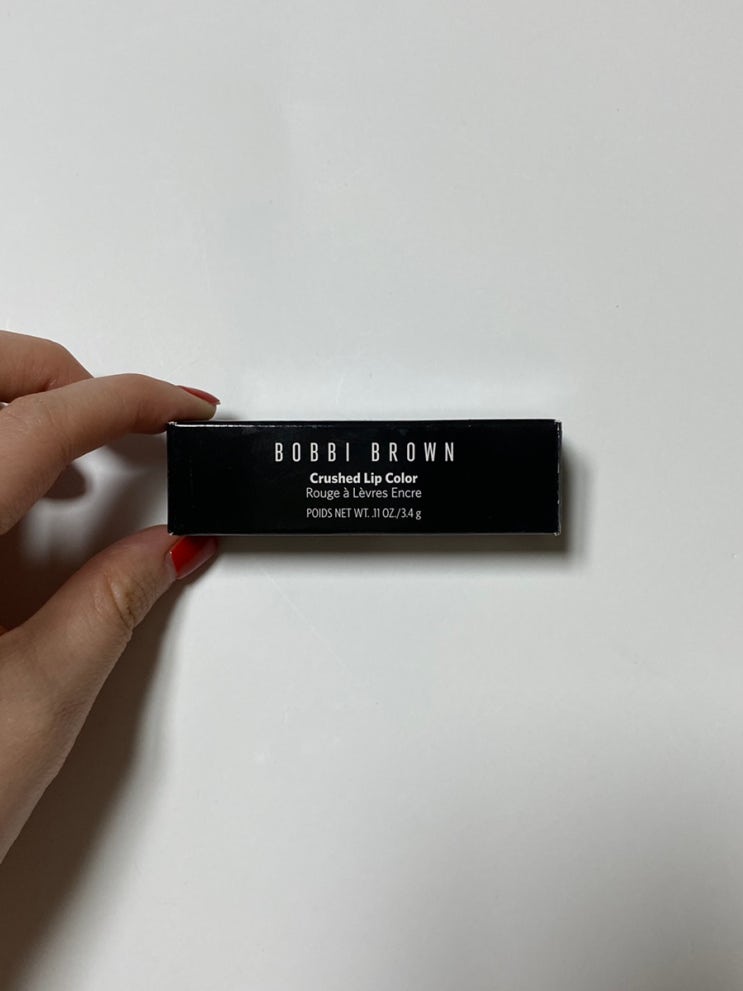 BOBBI BROWN
Crushed Lip Color
Rouge à Lèvres Encre
POIDS NET WT. .11 OZ./3.4 g